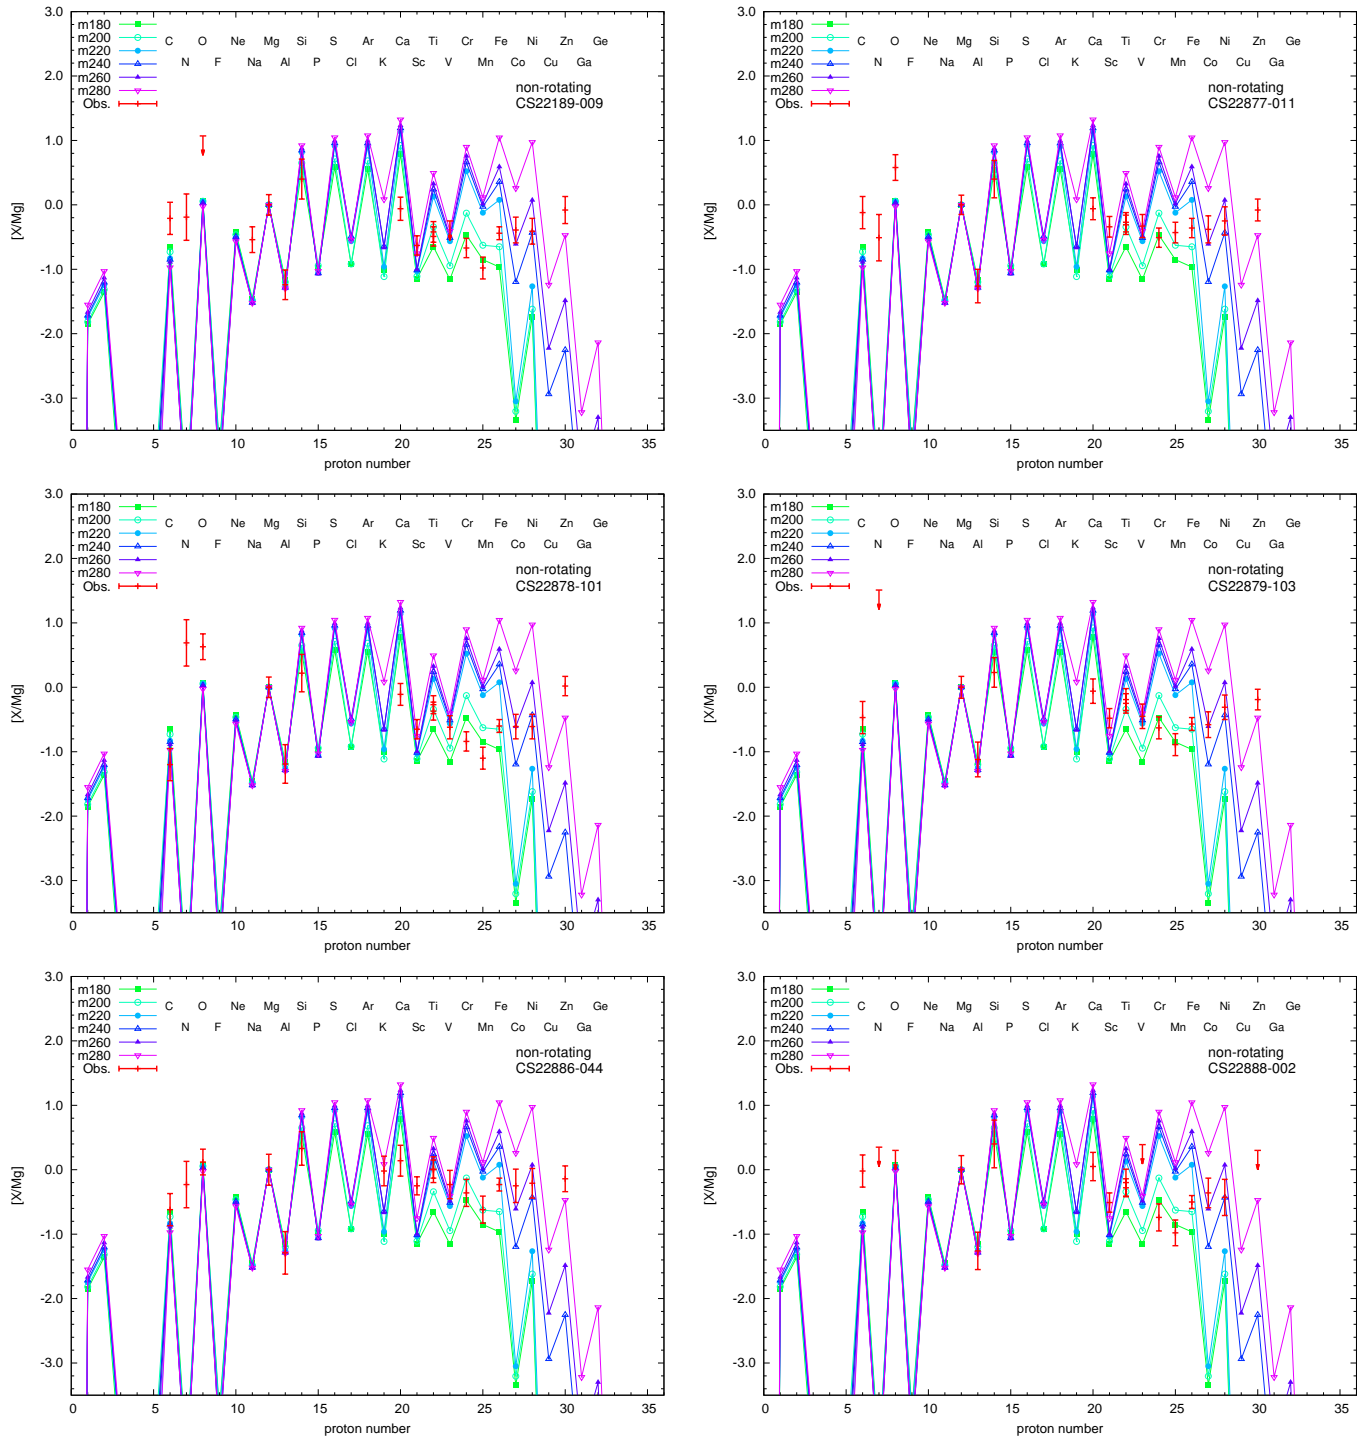 3.0
2.0
1.0
0.0
-1.0
-2.0
-3.0
[X/Mg]
m180
m200
m220
m240
m260
m280
Obs.
C O Ne Mg Si S Ar Ca Ti Cr Fe Ni Zn Ge
N F Na Al P Cl K Sc V Mn Co Cu Ga
non-rotating
CS22189-009
0 5 10 15 20 25 30 35
proton number
3.0
2.0
1.0
0.0
-1.0
-2.0
-3.0
[X/Mg]
m180
m200
m220
m240
m260
m280
Obs.
C O Ne Mg Si S Ar Ca Ti Cr Fe Ni Zn Ge
N F Na Al P Cl K Sc V Mn Co Cu Ga
non-rotating
CS22877-011
0 5 10 15 20 25 30 35
proton number
3.0
2.0
1.0
0.0
-1.0
-2.0
-3.0
[X/Mg]
m180
m200
m220
m240
m260
m280
Obs.
C O Ne Mg Si S Ar Ca Ti Cr Fe Ni Zn Ge
N F Na Al P Cl K Sc V Mn Co Cu Ga
non-rotating
CS22878-101
0 5 10 15 20 25 30 35
proton number
3.0
2.0
1.0
0.0
-1.0
-2.0
-3.0
[X/Mg]
m180
m200
m220
m240
m260
m280
Obs.
C O Ne Mg Si S Ar Ca Ti Cr Fe Ni Zn Ge
N F Na Al P Cl K Sc V Mn Co Cu Ga
non-rotating
CS22879-103
0 5 10 15 20 25 30 35
proton number
3.0
2.0
1.0
0.0
-1.0
-2.0
-3.0
[X/Mg]
m180
m200
m220
m240
m260
m280
Obs.
C O Ne Mg Si S Ar Ca Ti Cr Fe Ni Zn Ge
N F Na Al P Cl K Sc V Mn Co Cu Ga
non-rotating
CS22886-044
0 5 10 15 20 25 30 35
proton number
3.0
2.0
1.0
0.0
-1.0
-2.0
-3.0
[X/Mg]
m180
m200
m220
m240
m260
m280
Obs.
C O Ne Mg Si S Ar Ca Ti Cr Fe Ni Zn Ge
N F Na Al P Cl K Sc V Mn Co Cu Ga
non-rotating
CS22888-002
0 5 10 15 20 25 30 35
proton number